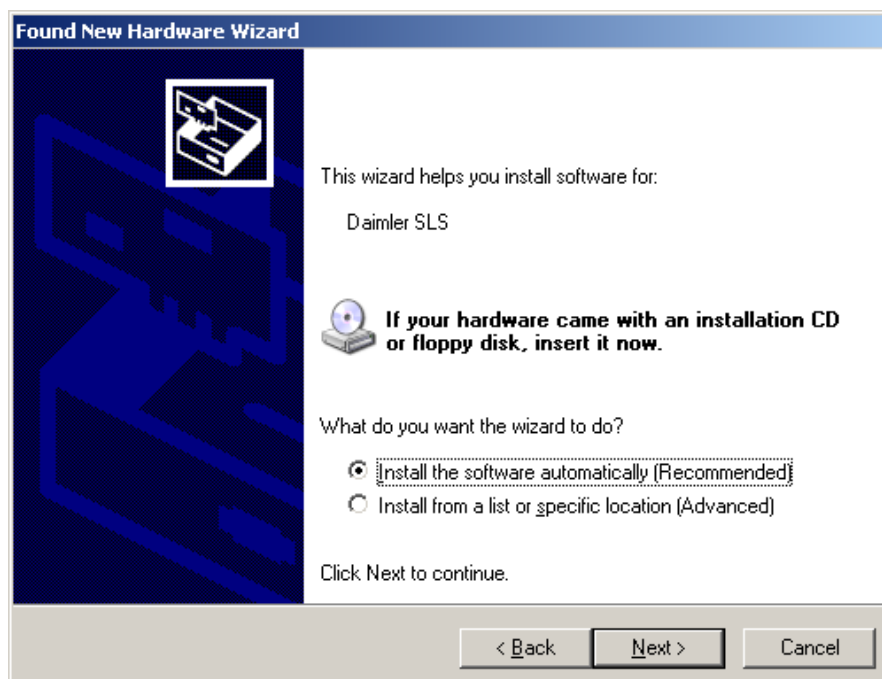 Found New Hardware Wizard
This wizard helps you install software for:
Daimler SLS
If your hardware came with an installation CD
or floppy disk, insert it now.
What do you want the wizard to do?
Install the software automatically (Recommended)
Install from a list or specific location (Advanced)
Click Next to continue.
< Back Next > Cancel